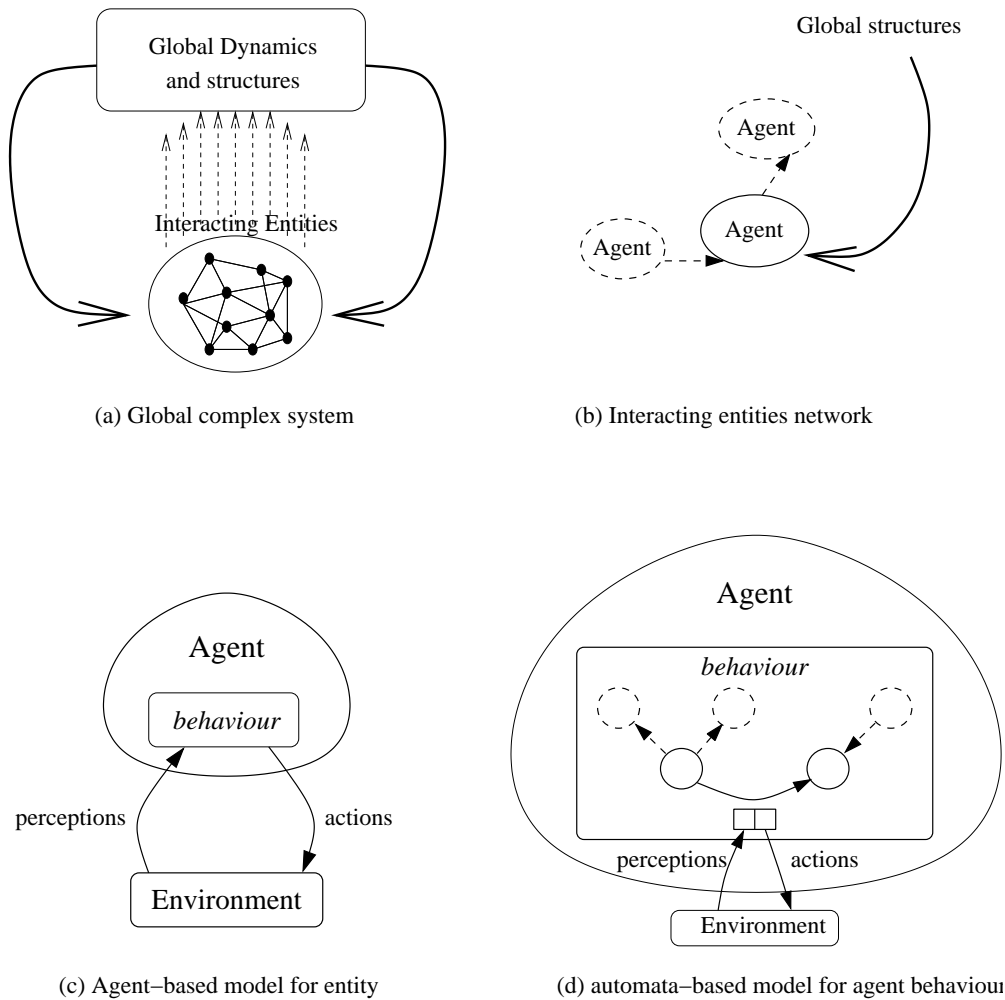 Global Dynamics
and structures
Interacting Entities
(a) Global complex system
Global structures
Agent
Agent
Agent
(b) Interacting entities network
Agent
behaviour
perceptions
actions
Environment
(c) Agent−based model for entity
Agent
behaviour
perceptions
actions
Environment
(d) automata−based model for agent behaviour